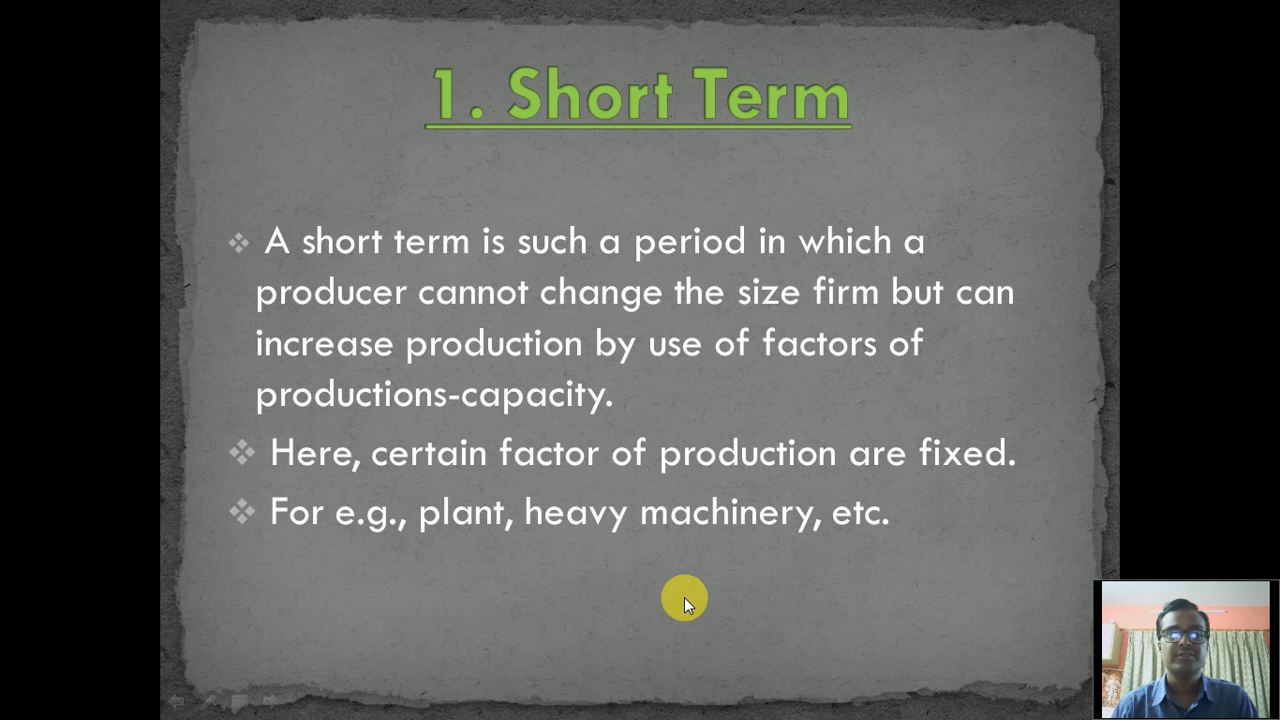 1. Short Term
A short term is such a period in which a
producer cannot change the size firm but can
increase production by use of factors of
productions-capacity.
Here, certain factor of production are fixed.
For e.g., plant, heavy machinery, etc.